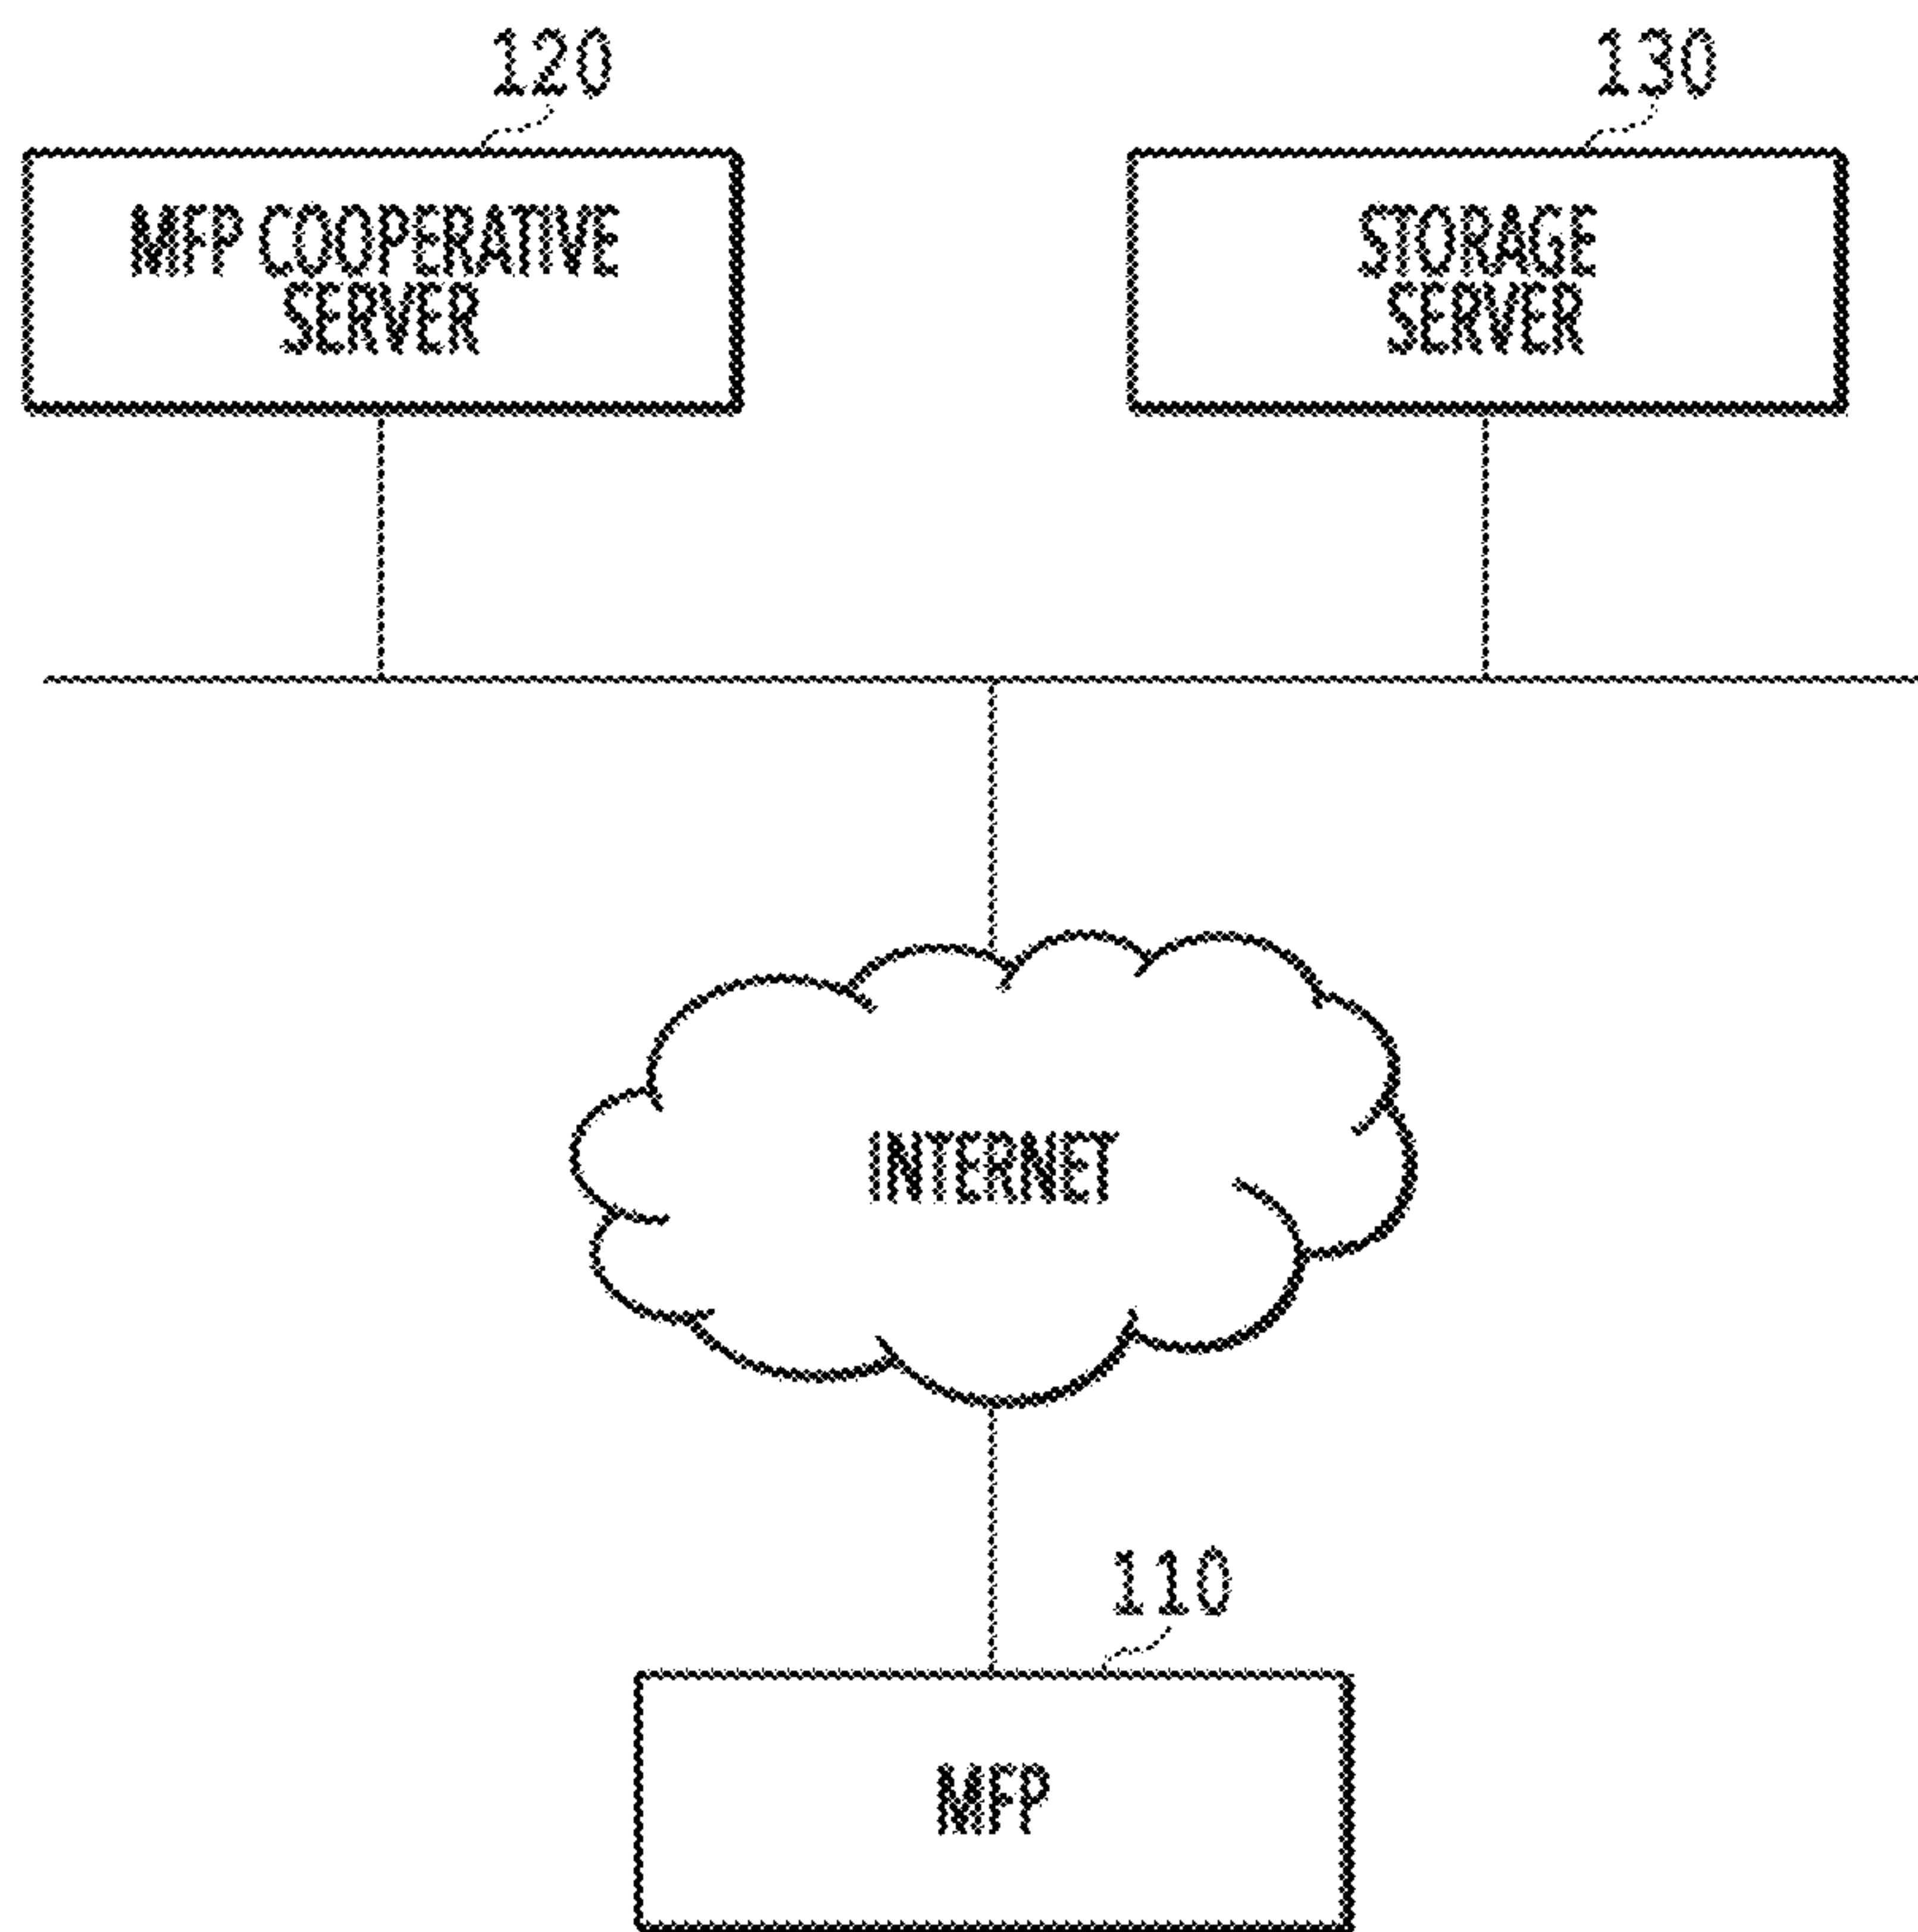 120
130
MFP COOPERATIVE
SERVER
STORAGE
SERVER
INTERNET
110
MFP